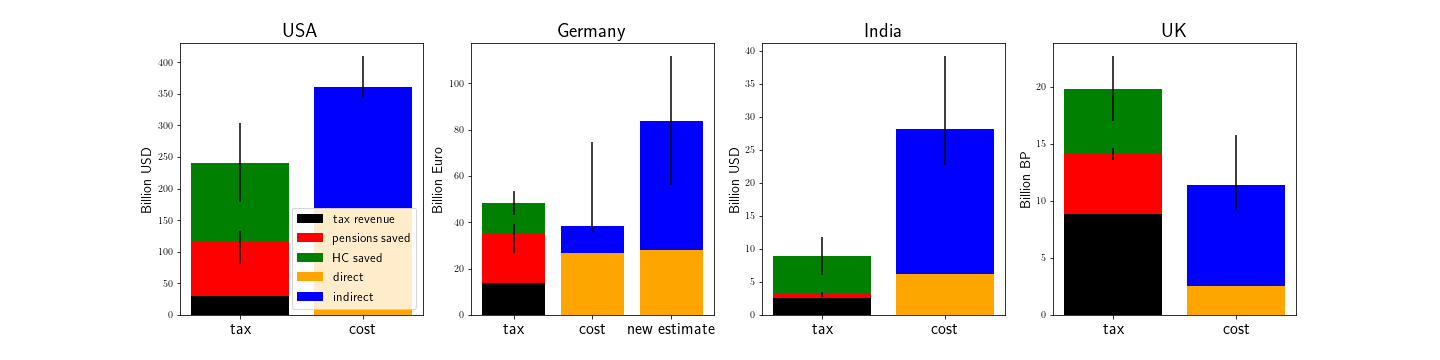 USA
Billion USD
400
350
300
250
200
150
100
50
0
tax revenue
pensions saved
HC saved
direct
indirect
tax cost
Germany
Billion Euro
100
80
60
40
20
0
tax cost new estimate
India
Billion USD
40
35
30
25
20
15
10
5
0
tax cost
UK
Billion BP
20
15
10
5
0
tax cost